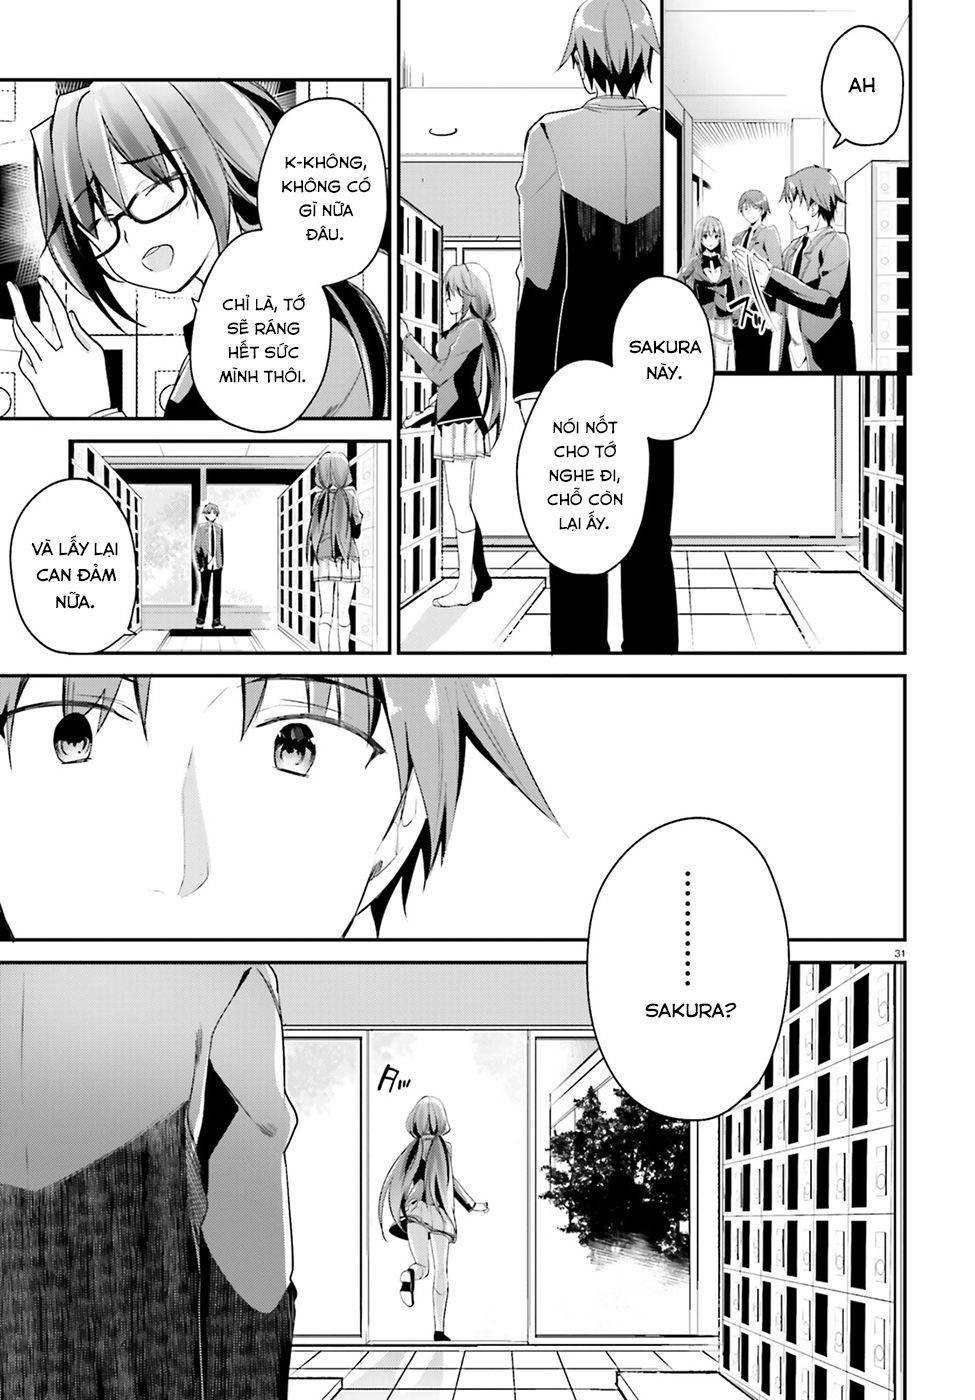 AH
SAKURA
NÀY.
NÓI NỐT
CHO TỚ
NGHE ĐI,
CHỖ CÒN
LẠI ẤY.
K-KHÔNG,
KHÔNG CÓ
GÌ NỮA
ĐÂU.
CHỈ LÀ, TỚ
SẼ RÁNG
HẾT SỨC
MÌNH THÔI.
VÀ LẤY LẠI
CAN ĐẢM
NỮA.
31
.........
SAKURA?